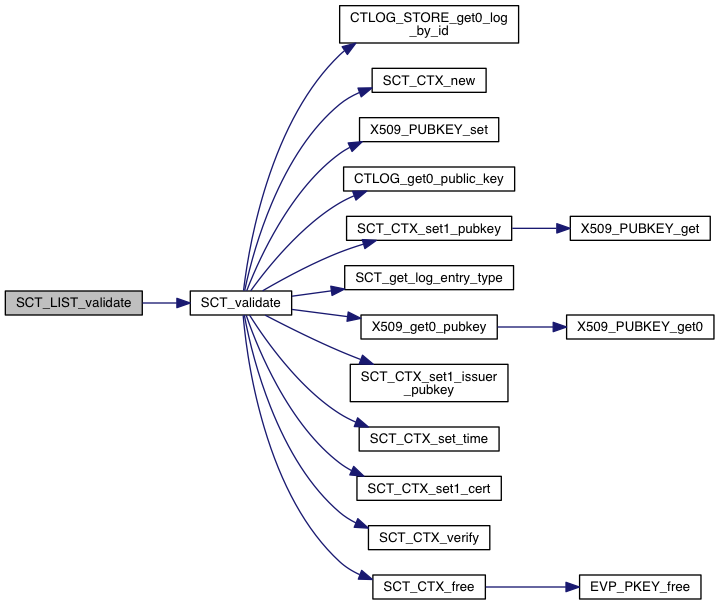 CTLOG_STORE_get0_log
_by_id
SCT_CTX_new
X509_PUBKEY_set
CTLOG_get0_public_key
SCT_CTX_set1_pubkey
X509_PUBKEY_get
SCT_get_log_entry_type
SCT_LIST_validate
SCT_validate
X509_get0_pubkey
X509_PUBKEY_get0
SCT_CTX_set1_issuer
_pubkey
SCT_CTX_set_time
SCT_CTX_set1_cert
SCT_CTX_verify
SCT_CTX_free
EVP_PKEY_free